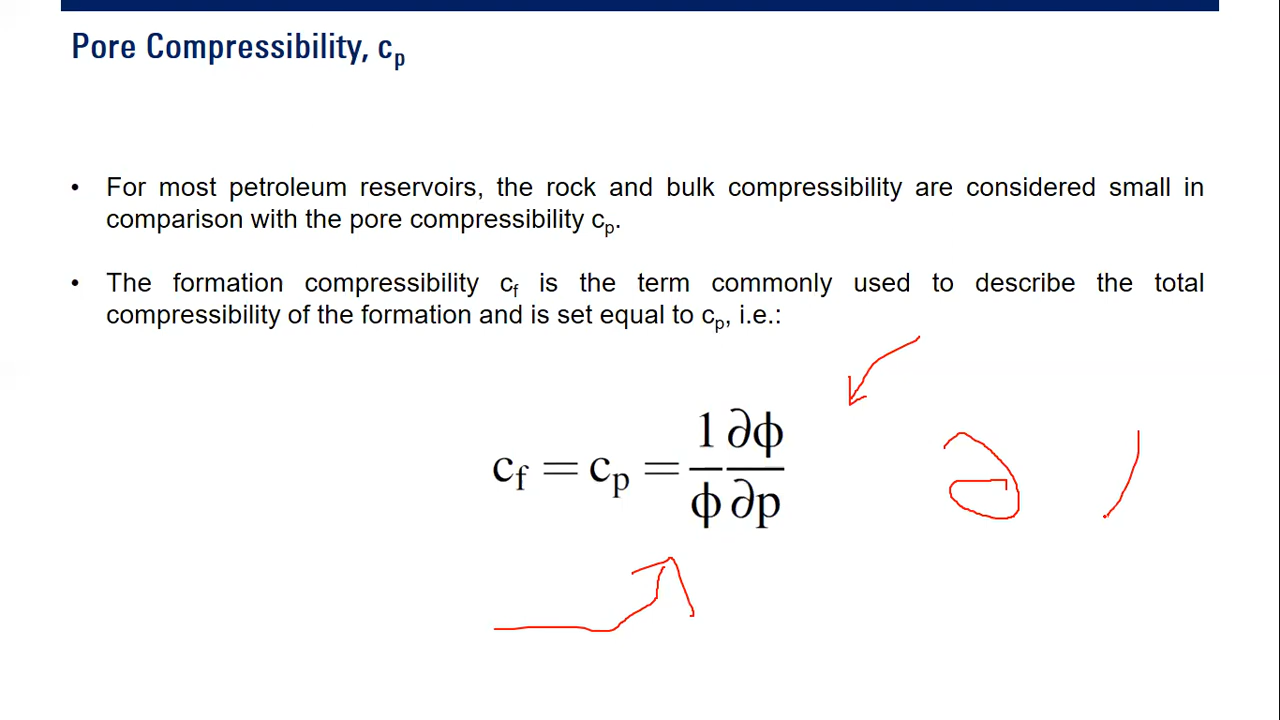 Pore Compressibility, cp
• For most petroleum reservoirs, the rock and bulk compressibility are considered small in
comparison with the pore compressibility cp.
• The formation compressibility cf is the term commonly used to describe the total
compressibility of the formation and is set equal to cp, i.e.:
cf = cp = 1/ϕ ∂ϕ/∂p
∂